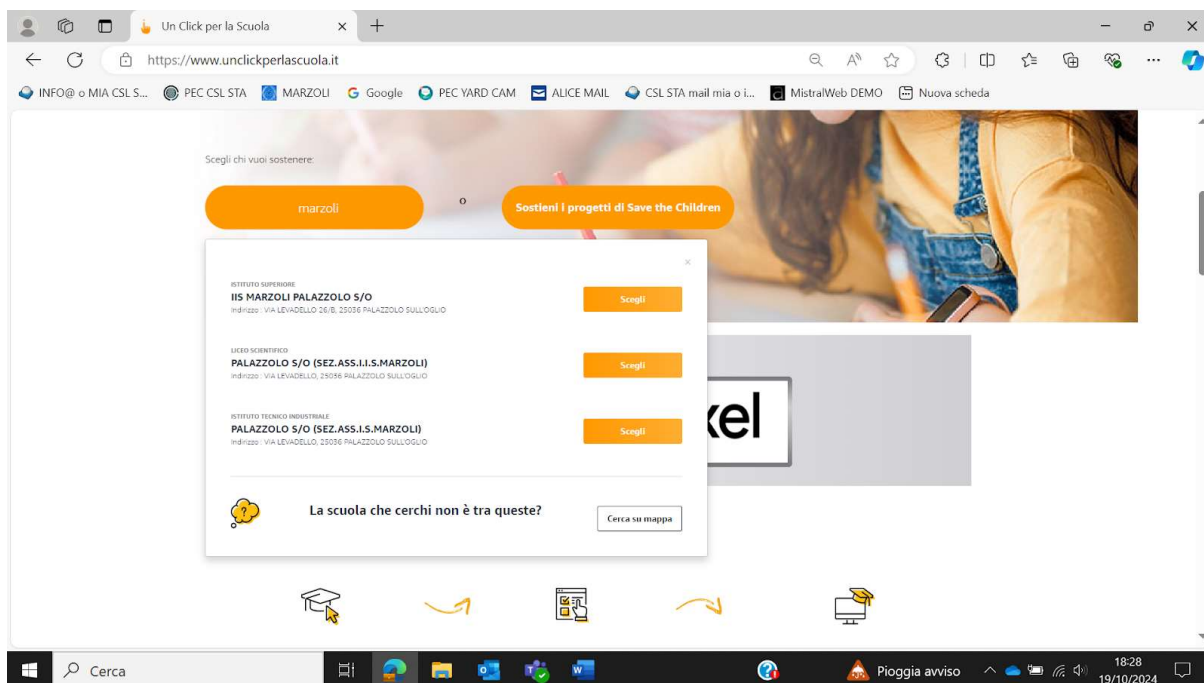 Un Click per la Scuola
https://www.unclickperlascuola.it
INFO@ o MIA CSL S...
PEC CSL STA
MARZOLI
Google
PEC YARD CAM
ALICE MAIL
CSL STA mail mia o i...
MistralWeb DEMO
Nuova scheda
Scegli chi vuoi sostenere:
marzoli
o
Sostieni i progetti di Save the Children
ISTITUTO SUPERIORE
IIS MARZOLI PALAZZOLO S/O
Indirizzo : VIA LEVADELLO 26/B, 25036 PALAZZOLO SULL'OGLIO
Scegli
LICEO SCIENTIFICO
PALAZZOLO S/O (SEZ.ASS.I.I.S.MARZOLI)
Indirizzo : VIA LEVADELLO, 25036 PALAZZOLO SULL'OGLIO
Scegli
ISTITUTO TECNICO INDUSTRIALE
PALAZZOLO S/O (SEZ.ASS.I.S.MARZOLI)
Indirizzo : VIA LEVADELLO, 25036 PALAZZOLO SULL'OGLIO
Scegli
La scuola che cerchi non è tra queste?
Cerca su mappa
Cerca
Pioggia avviso
18:28
19/10/2024